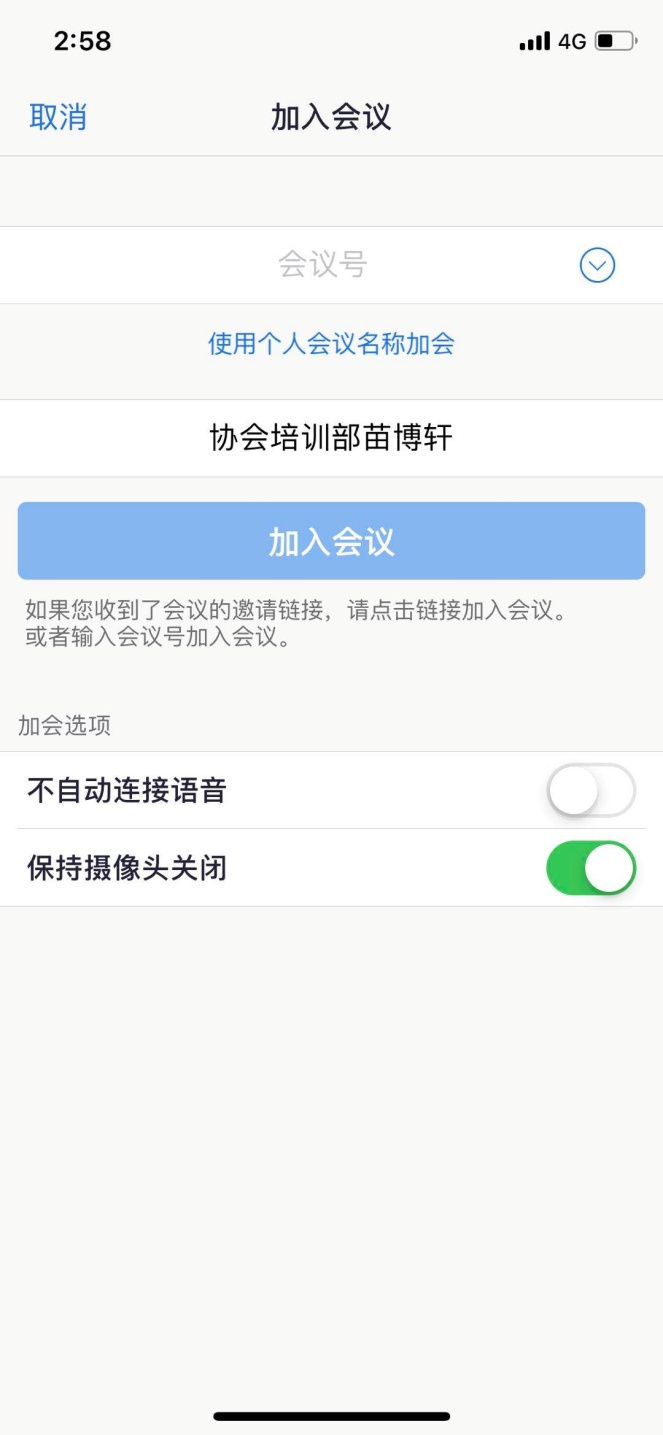 2:58
4G
取消
加入会议
会议号
使用个人会议名称加会
协会培训部苗博轩
加入会议
如果您收到了会议的邀请链接，请点击链接加入会议。
或者输入会议号加入会议。
加会选项
不自动连接语音
保持摄像头关闭